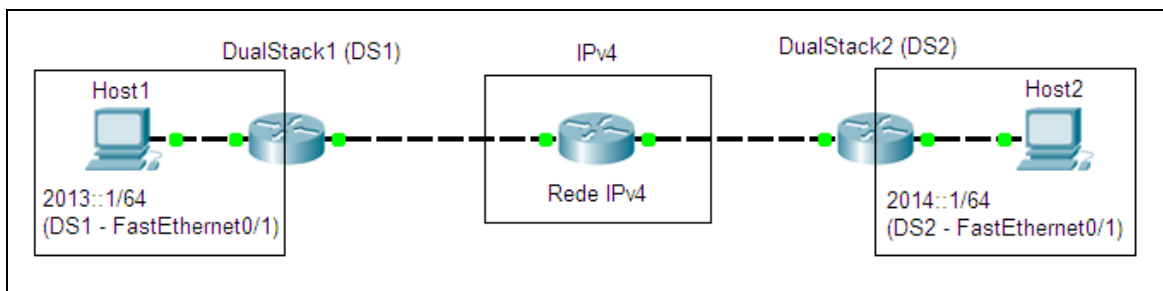 DualStack1 (DS1)
IPv4
DualStack2 (DS2)
Host1
Host2
2013::1/64
(DS1 - FastEthernet0/1)
Rede IPv4
2014::1/64
(DS2 - FastEthernet0/1)